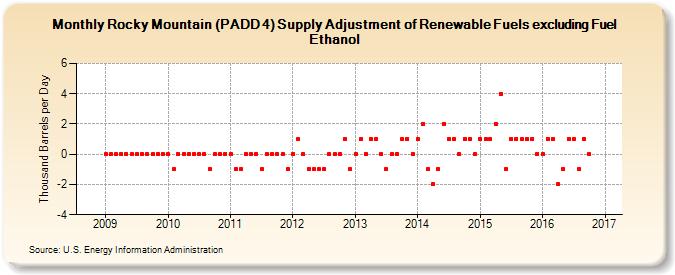 Monthly Rocky Mountain (PADD 4) Supply Adjustment of Renewable Fuels excluding Fuel
Ethanol
Thousand Barrels per Day
6
4
2
0
-2
-4
2009 2010 2011 2012 2013 2014 2015 2016 2017
Source: U.S. Energy Information Administration